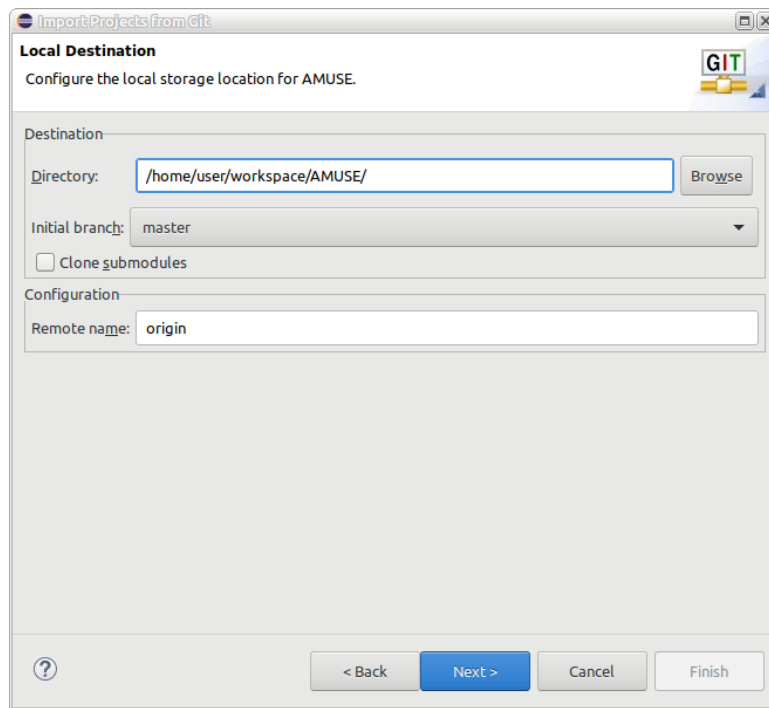 Import Projects from Git
Local Destination
Configure the local storage location for AMUSE.
GIT
Destination
Directory: /home/user/workspace/AMUSE/ Browse
Initial branch: master
Clone submodules
Configuration
Remote name: origin
? < Back Next > Cancel Finish